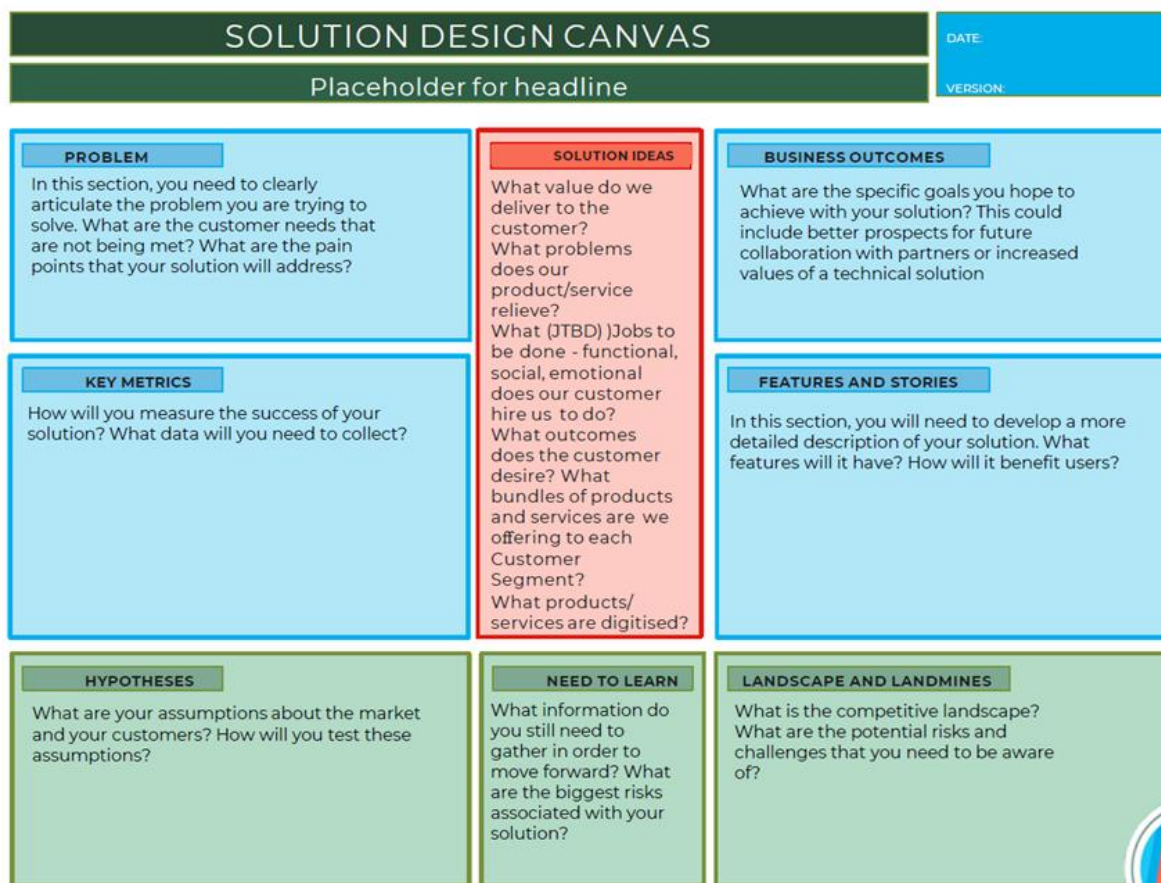 SOLUTION DESIGN CANVAS
Placeholder for headline
DATE:
VERSION:
PROBLEM
In this section, you need to clearly
articulate the problem you are trying to
solve. What are the customer needs that
are not being met? What are the pain
points that your solution will address?
SOLUTION IDEAS
What value do we
deliver to the
customer?
What problems
does our
product/service
relieve?
What (JTBD) )Jobs to
be done - functional,
social, emotional
does our customer
hire us to do?
What outcomes
does the customer
desire? What
bundles of products
and services are we
offering to each
Customer
Segment?
What products/
services are digitised?
BUSINESS OUTCOMES
What are the specific goals you hope to
achieve with your solution? This could
include better prospects for future
collaboration with partners or increased
values of a technical solution
KEY METRICS
How will you measure the success of your
solution? What data will you need to collect?
FEATURES AND STORIES
In this section, you will need to develop a more
detailed description of your solution. What
features will it have? How will it benefit users?
HYPOTHESES
What are your assumptions about the market
and your customers? How will you test these
assumptions?
NEED TO LEARN
What information do
you still need to
gather in order to
move forward? What
are the biggest risks
associated with your
solution?
LANDSCAPE AND LANDMINES
What is the competitive landscape?
What are the potential risks and
challenges that you need to be aware
of?